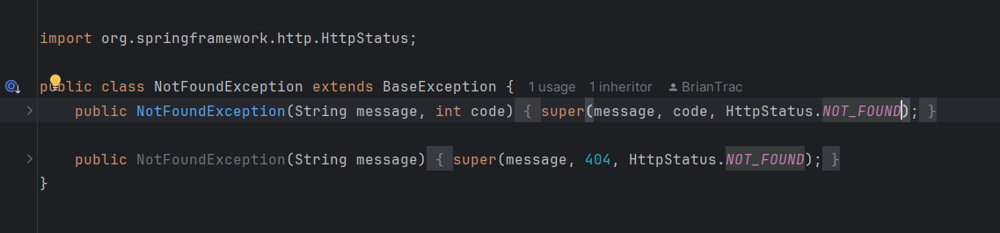 import org.springframework.http.HttpStatus;
public class NotFoundException extends BaseException { 1 usage 1 inheritor BrianTrac
public NotFoundException(String message, int code) { super(message, code, HttpStatus.NOT_FOUND); }
public NotFoundException(String message) { super(message, 404, HttpStatus.NOT_FOUND); }
}